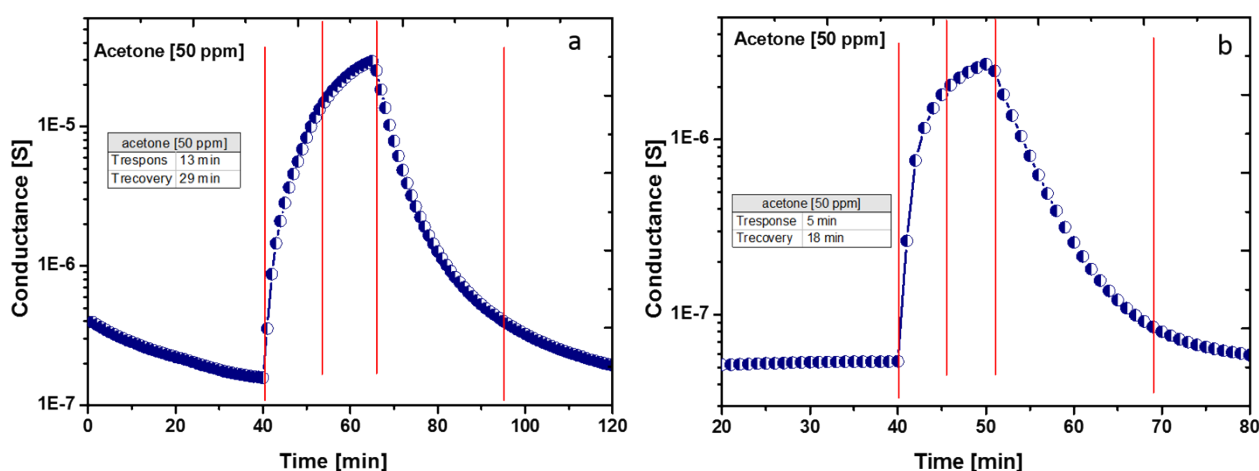 a
Acetone [50 ppm]
acetone [50 ppm]
Trespons 13 min
Trecovery 29 min
1E-5
1E-6
1E-7
Conductance [S]
0 20 40 60 80 100 120
Time [min]
b
Acetone [50 ppm]
acetone [50 ppm]
Tresponse 5 min
Trecovery 18 min
1E-6
1E-7
Conductance [S]
20 30 40 50 60 70 80
Time [min]